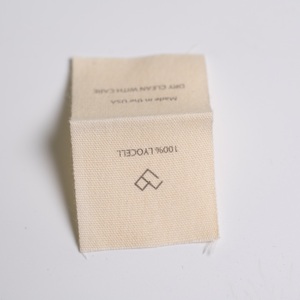 100% LYOCELL
Made in the USA
DRY CLEAN WITH CARE